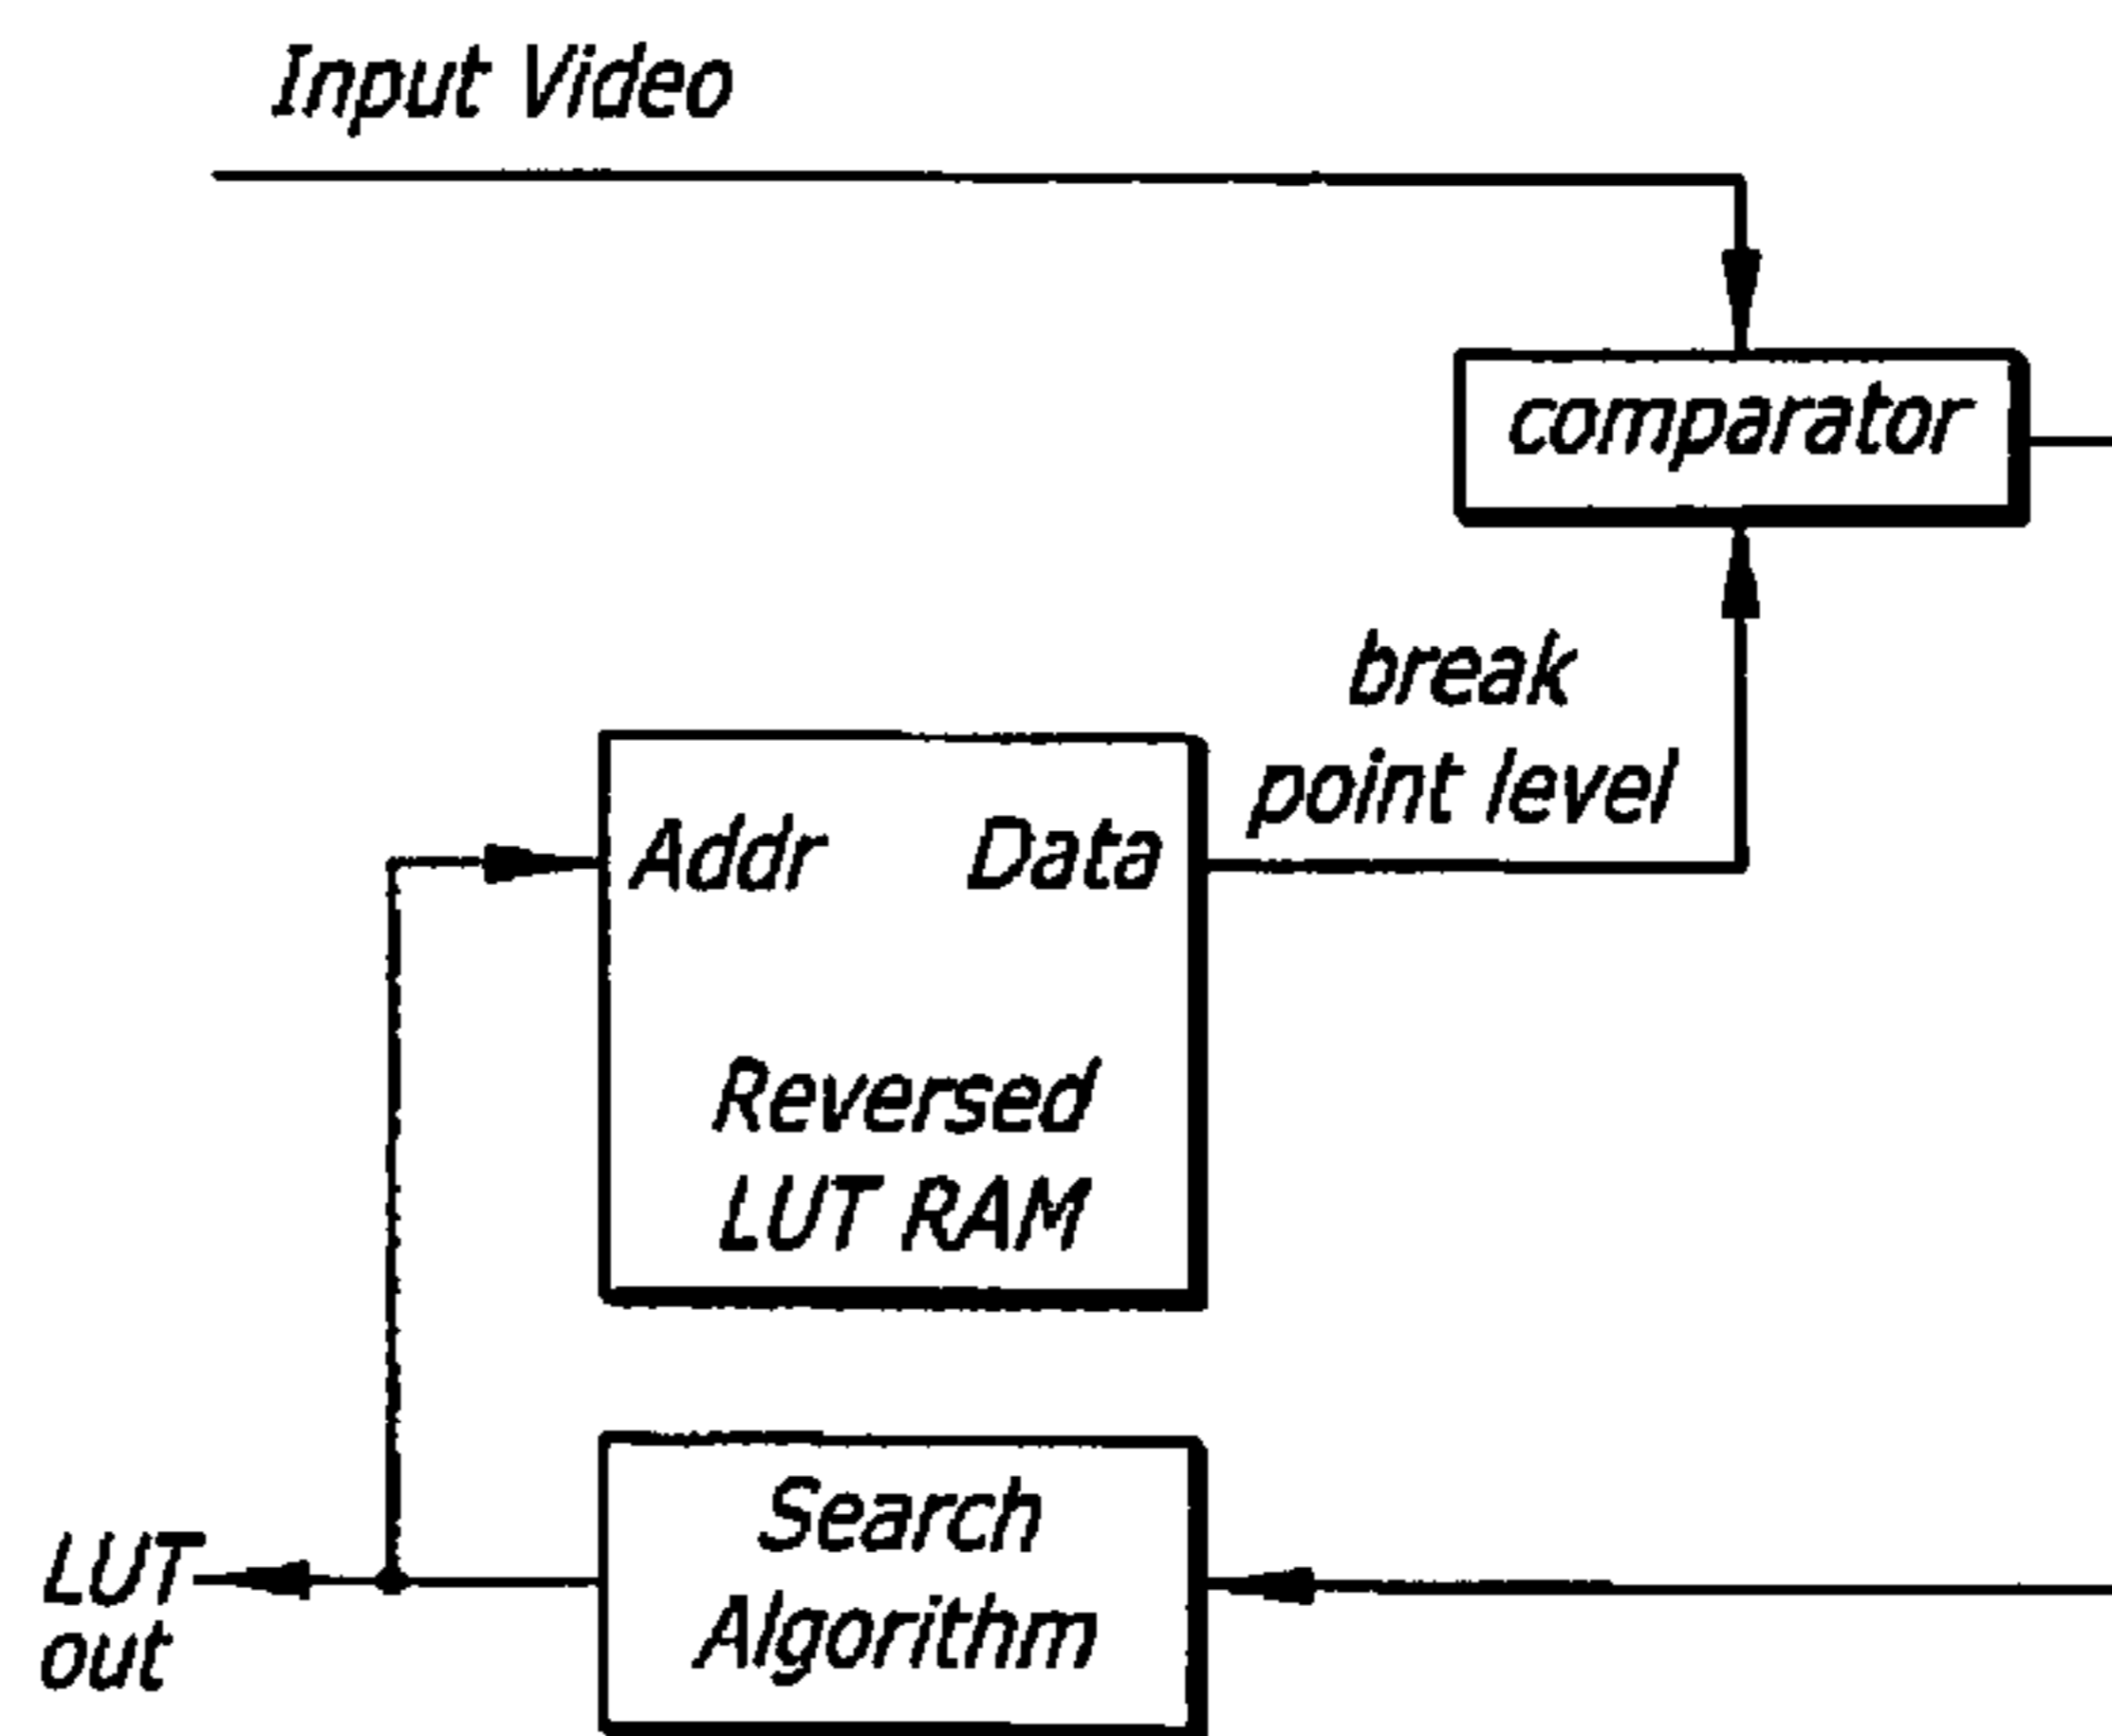 Input Video
comparator
break
point level
Addr Data
Reversed
LUT RAM
Search
Algorithm
LUT
out